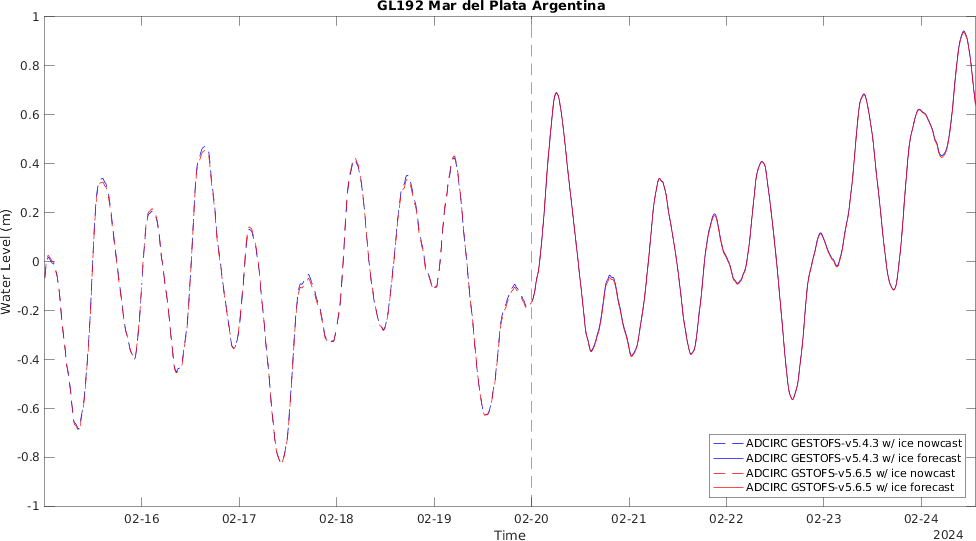 GL192 Mar del Plata Argentina
1
0.8
0.6
0.4
0.2
0
-0.2
-0.4
-0.6
-0.8
-1
Water Level (m)
ADCIRC GESTOFS-v5.4.3 w/ ice nowcast
ADCIRC GESTOFS-v5.4.3 w/ ice forecast
ADCIRC GSTOFS-v5.6.5 w/ ice nowcast
ADCIRC GSTOFS-v5.6.5 w/ ice forecast
02-16 02-17 02-18 02-19 02-20 02-21 02-22 02-23 02-24
Time
2024